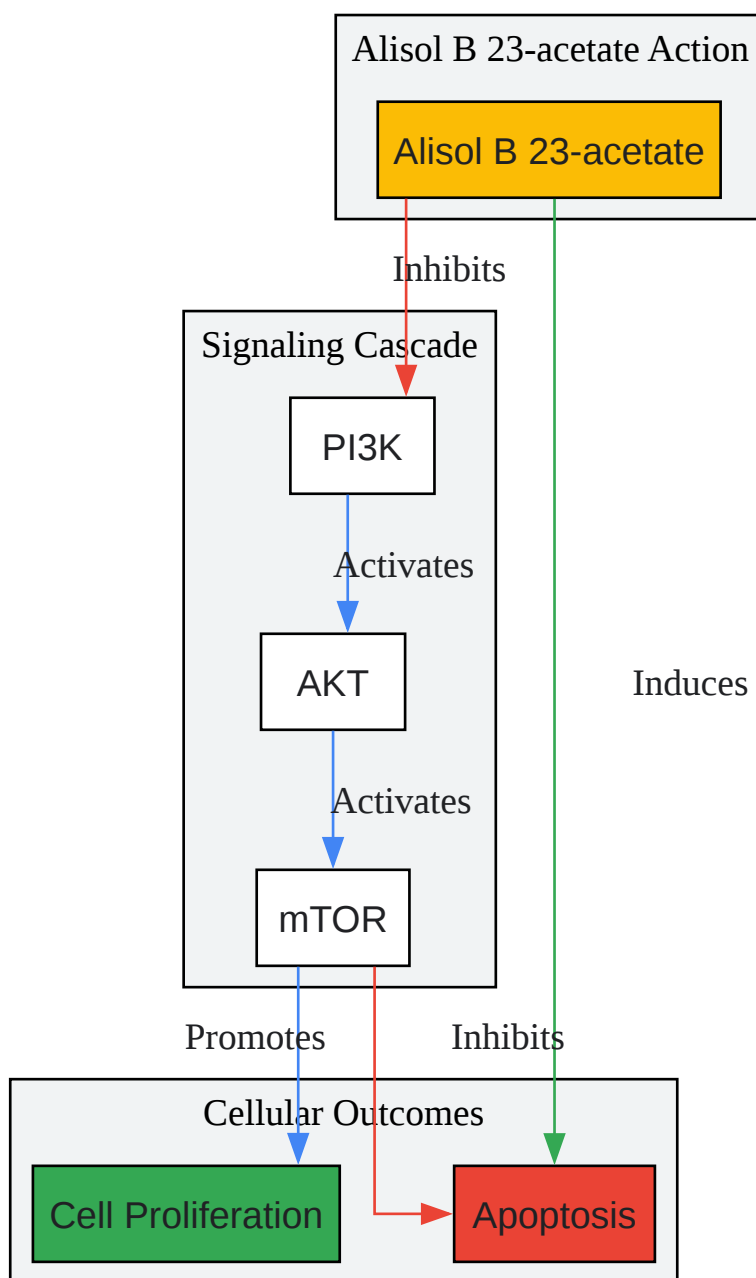 Alisol B 23-acetate Action
Alisol B 23-acetate
Inhibits
Signaling Cascade
PI3K
Activates
AKT
Induces
Activates
mTOR
Promotes
Inhibits
Cellular Outcomes
Cell Proliferation
Apoptosis